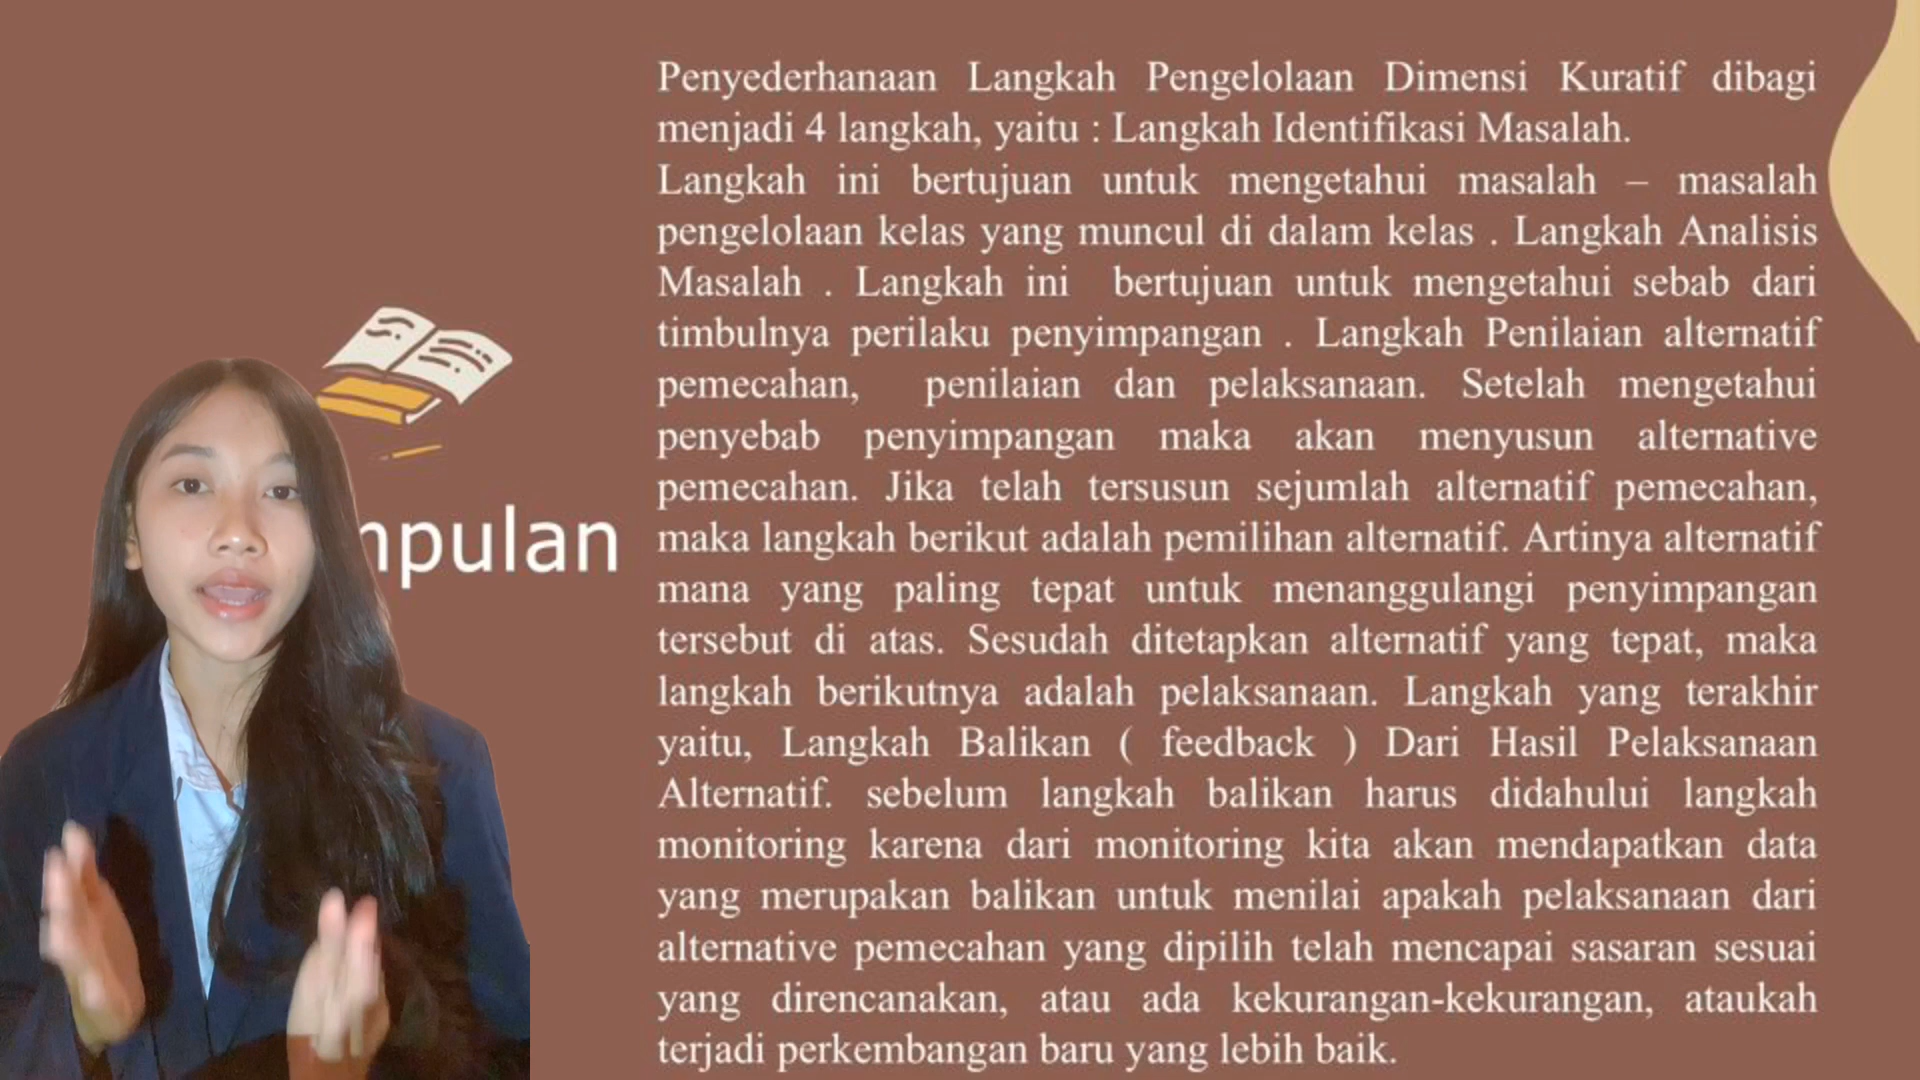 Penyederhanaan Langkah Pengelolaan Dimensi Kuratif dibagi
menjadi 4 langkah, yaitu : Langkah Identifikasi Masalah.
Langkah ini bertujuan untuk mengetahui masalah – masalah
pengelolaan kelas yang muncul di dalam kelas . Langkah Analisis
Masalah . Langkah ini bertujuan untuk mengetahui sebab dari
timbulnya perilaku penyimpangan . Langkah Penilaian alternatif
pemecahan, penilaian dan pelaksanaan. Setelah mengetahui
penyebab penyimpangan maka akan menyusun alternative
pemecahan. Jika telah tersusun sejumlah alternatif pemecahan,
maka langkah berikut adalah pemilihan alternatif. Artinya alternatif
mana yang paling tepat untuk menanggulangi penyimpangan
tersebut di atas. Sesudah ditetapkan alternatif yang tepat, maka
langkah berikutnya adalah pelaksanaan. Langkah yang terakhir
yaitu, Langkah Balikan ( feedback ) Dari Hasil Pelaksanaan
Alternatif. sebelum langkah balikan harus didahului langkah
monitoring karena dari monitoring kita akan mendapatkan data
yang merupakan balikan untuk menilai apakah pelaksanaan dari
alternative pemecahan yang dipilih telah mencapai sasaran sesuai
yang direncanakan, atau ada kekurangan-kekurangan, ataukah
terjadi perkembangan baru yang lebih baik.